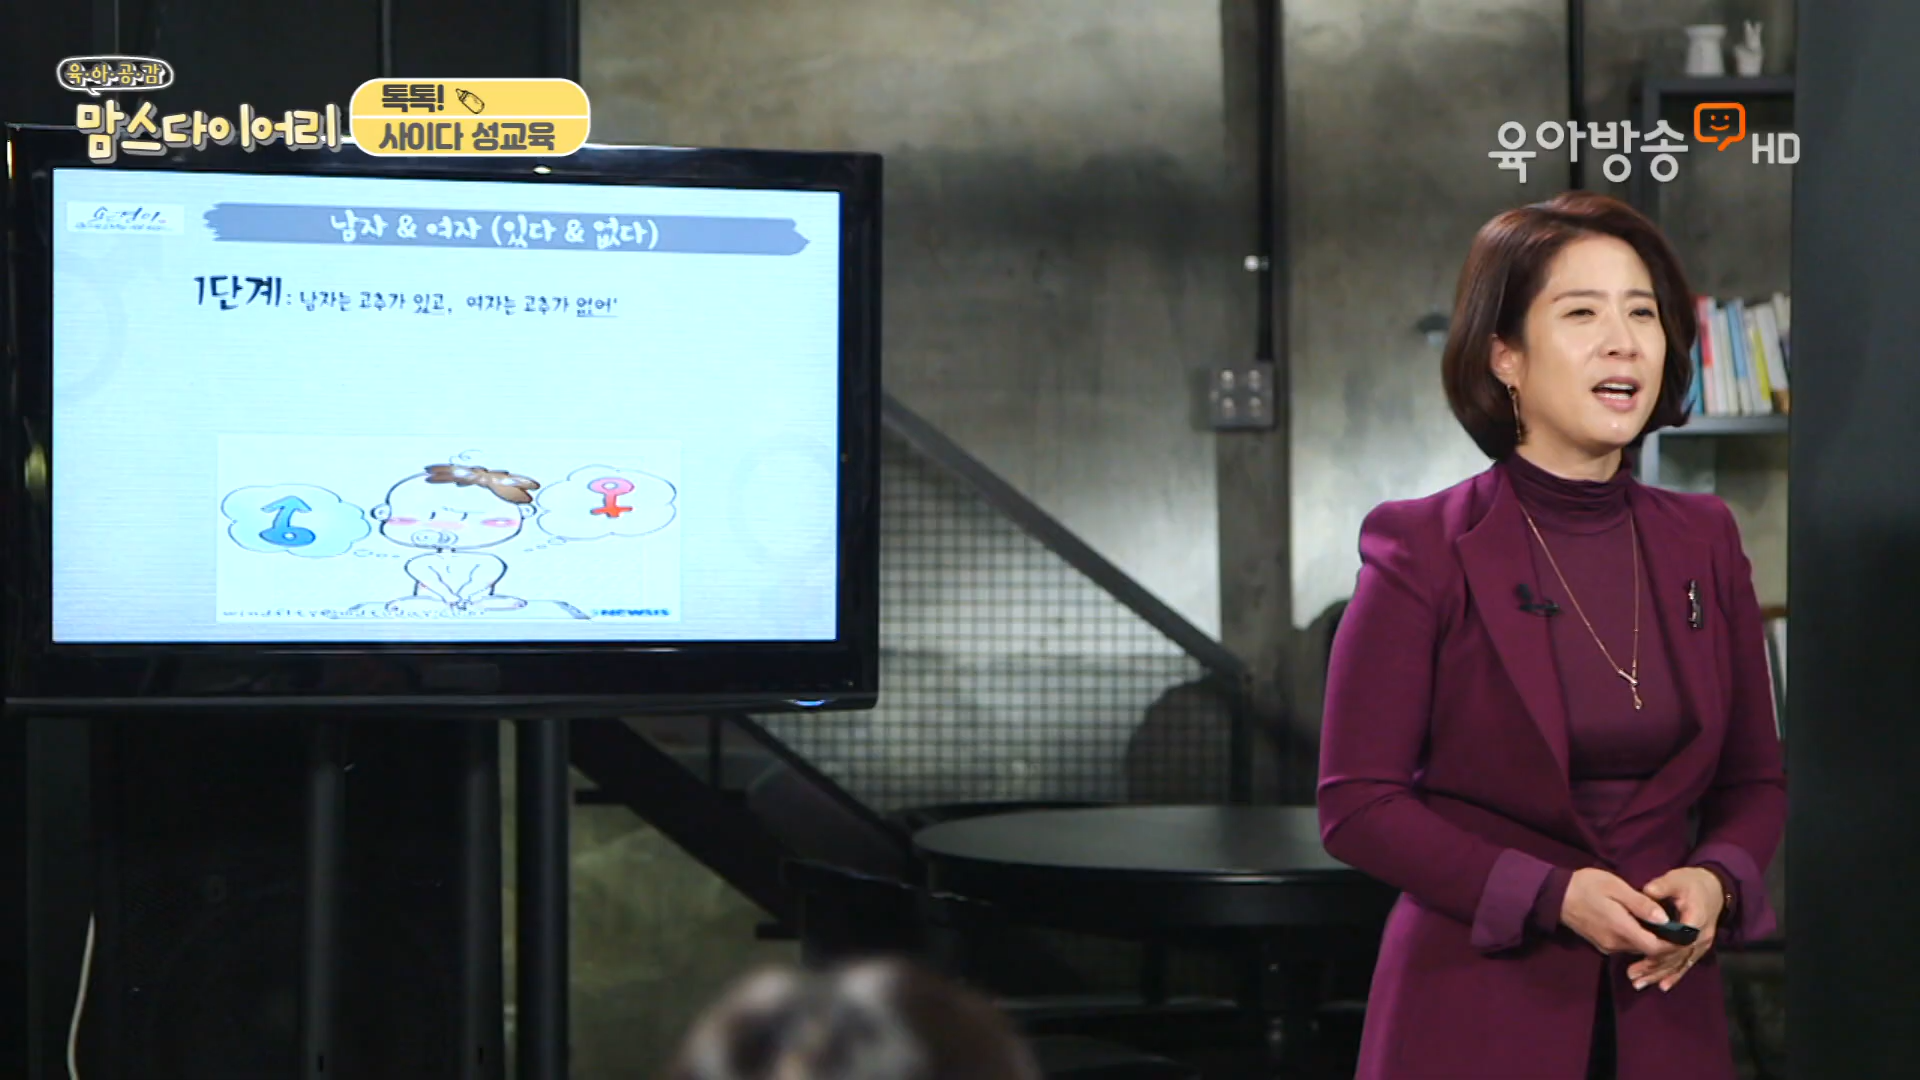 육·아·공·감
맘스다이어리
톡톡!
사이다 성교육
육아방송 HD
남자 & 여자 (있다 & 없다)
1단계: 남자는 고추가 있고, 여자는 고추가 없어'
NEWSIS